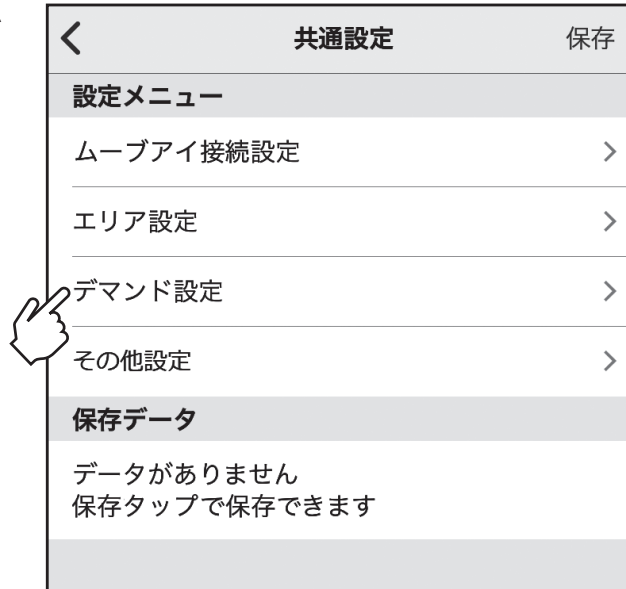 共通設定
保存
設定メニュー
ムーブアイ接続設定
エリア設定
デマンド設定
その他設定
保存データ
データがありません
保存タップで保存できます